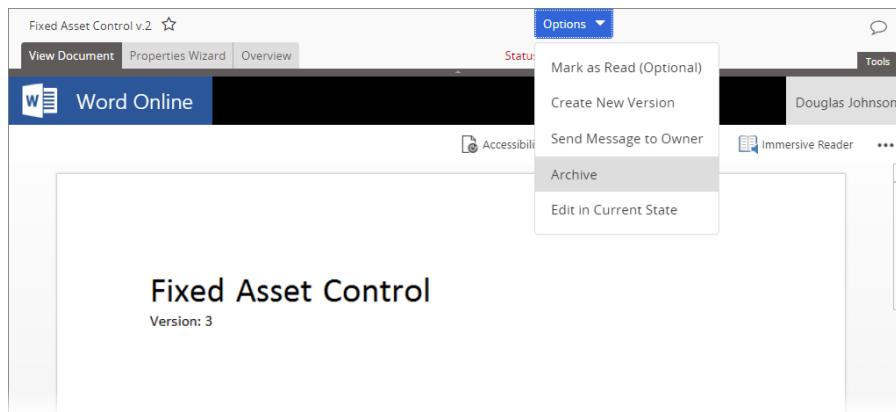 Fixed Asset Control v.2
Options
View Document Properties Wizard Overview
Tools
Mark as Read (Optional)
Create New Version
Send Message to Owner
Archive
Edit in Current State
W Word Online
Douglas Johnson
Immersive Reader
Fixed Asset Control
Version: 3